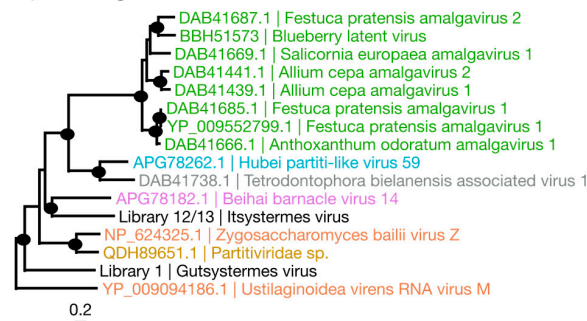 DAB41687.1 | Festuca pratensis amalgavirus 2
BBH51573 | Blueberry latent virus
DAB41669.1 | Salicornia europaea amalgavirus 1
DAB41441.1 | Allium cepa amalgavirus 2
DAB41439.1 | Allium cepa amalgavirus 1
DAB41685.1 | Festuca pratensis amalgavirus 1
YP_009552799.1 | Festuca pratensis amalgavirus 1
DAB41666.1 | Anthoxanthum odoratum amalgavirus 1
APG78262.1 | Hubei partiti-like virus 59
DAB41738.1 | Tetrodontophora bielanensis associated virus 1
APG78182.1 | Beihai barnacle virus 14
Library 12/13 | Itsystermes virus
NP_624325.1 | Zygosaccharomyces bailii virus Z
QDH89651.1 | Partitiviridae sp.
Library 1 | Gutsystermes virus
YP_009094186.1 | Ustilaginoidea virens RNA virus M
0.2